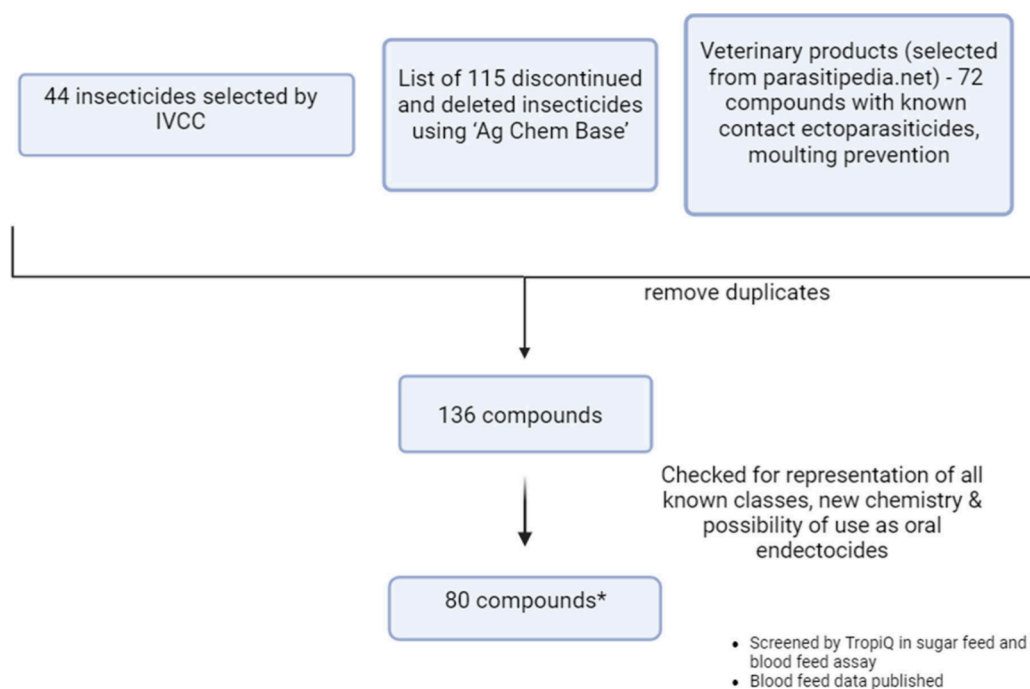 44 insecticides selected by
IVCC
List of 115 discontinued
and deleted insecticides
using ‘Ag Chem Base’
Veterinary products (selected
from parasitipedia.net) - 72
compounds with known
contact ectoparasiticides,
moulting prevention
remove duplicates
136 compounds
Checked for representation of all
known classes, new chemistry &
possibility of use as oral
endectocides
80 compounds*
• Screened by TropiQ in sugar feed and
blood feed assay
• Blood feed data published